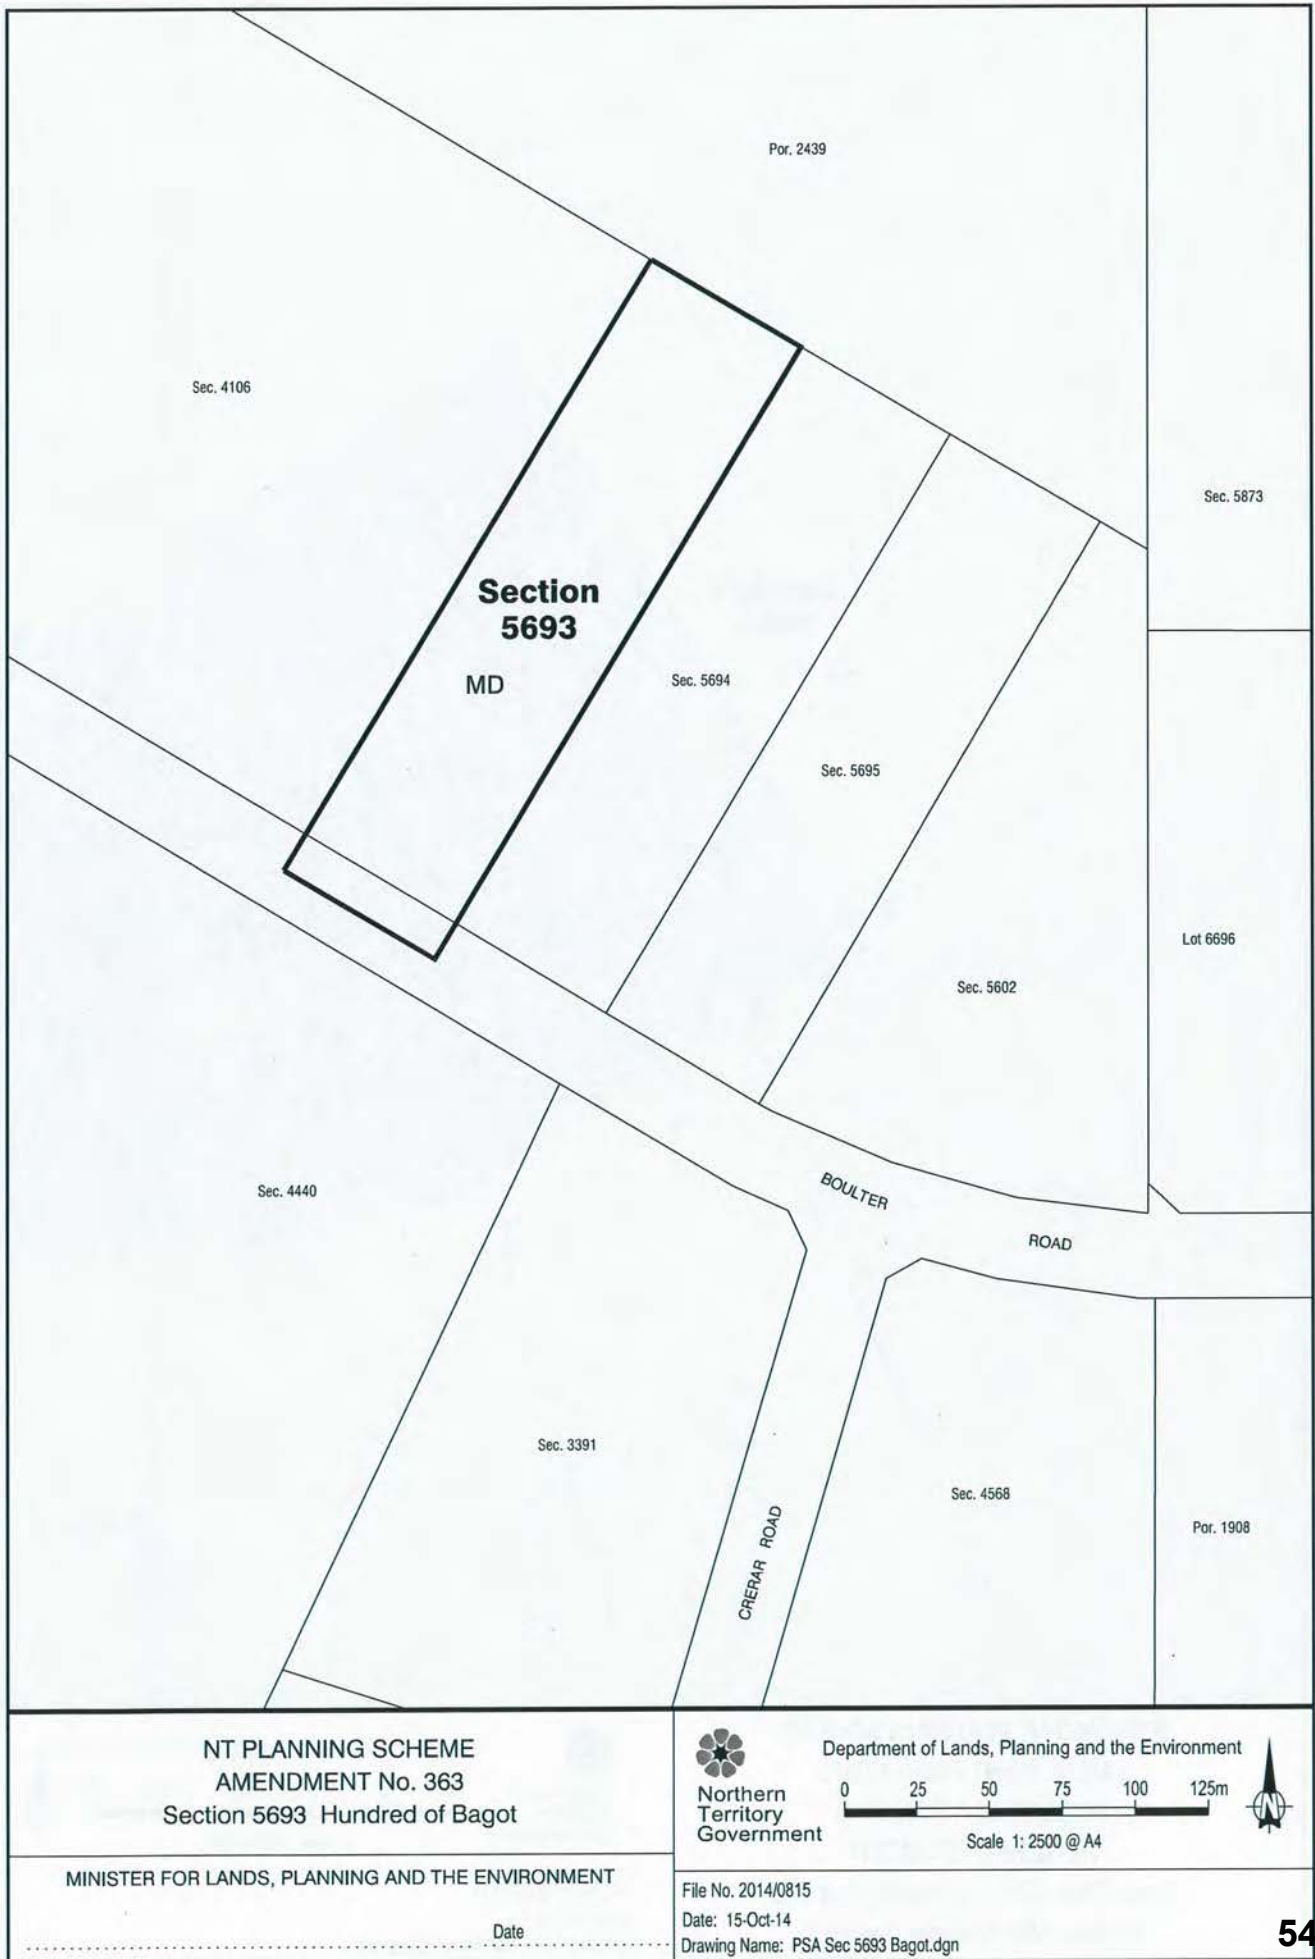 Por. 2439
Sec. 4106
Sec. 5873
Section
5693
MD
Sec. 5694
Sec. 5695
Lot 6696
Sec. 5602
Sec. 4440
BOULTER
ROAD
Sec. 3391
Sec. 4568
Por. 1908
CRERAR ROAD
NT PLANNING SCHEME
AMENDMENT No. 363
Section 5693 Hundred of Bagot
MINISTER FOR LANDS, PLANNING AND THE ENVIRONMENT
Date
Northern
Territory
Government
Department of Lands, Planning and the Environment
0 25 50 75 100 125m
N
Scale 1: 2500 @ A4
File No. 2014/0815
Date: 15-Oct-14
Drawing Name: PSA Sec 5693 Bagot.dgn
54